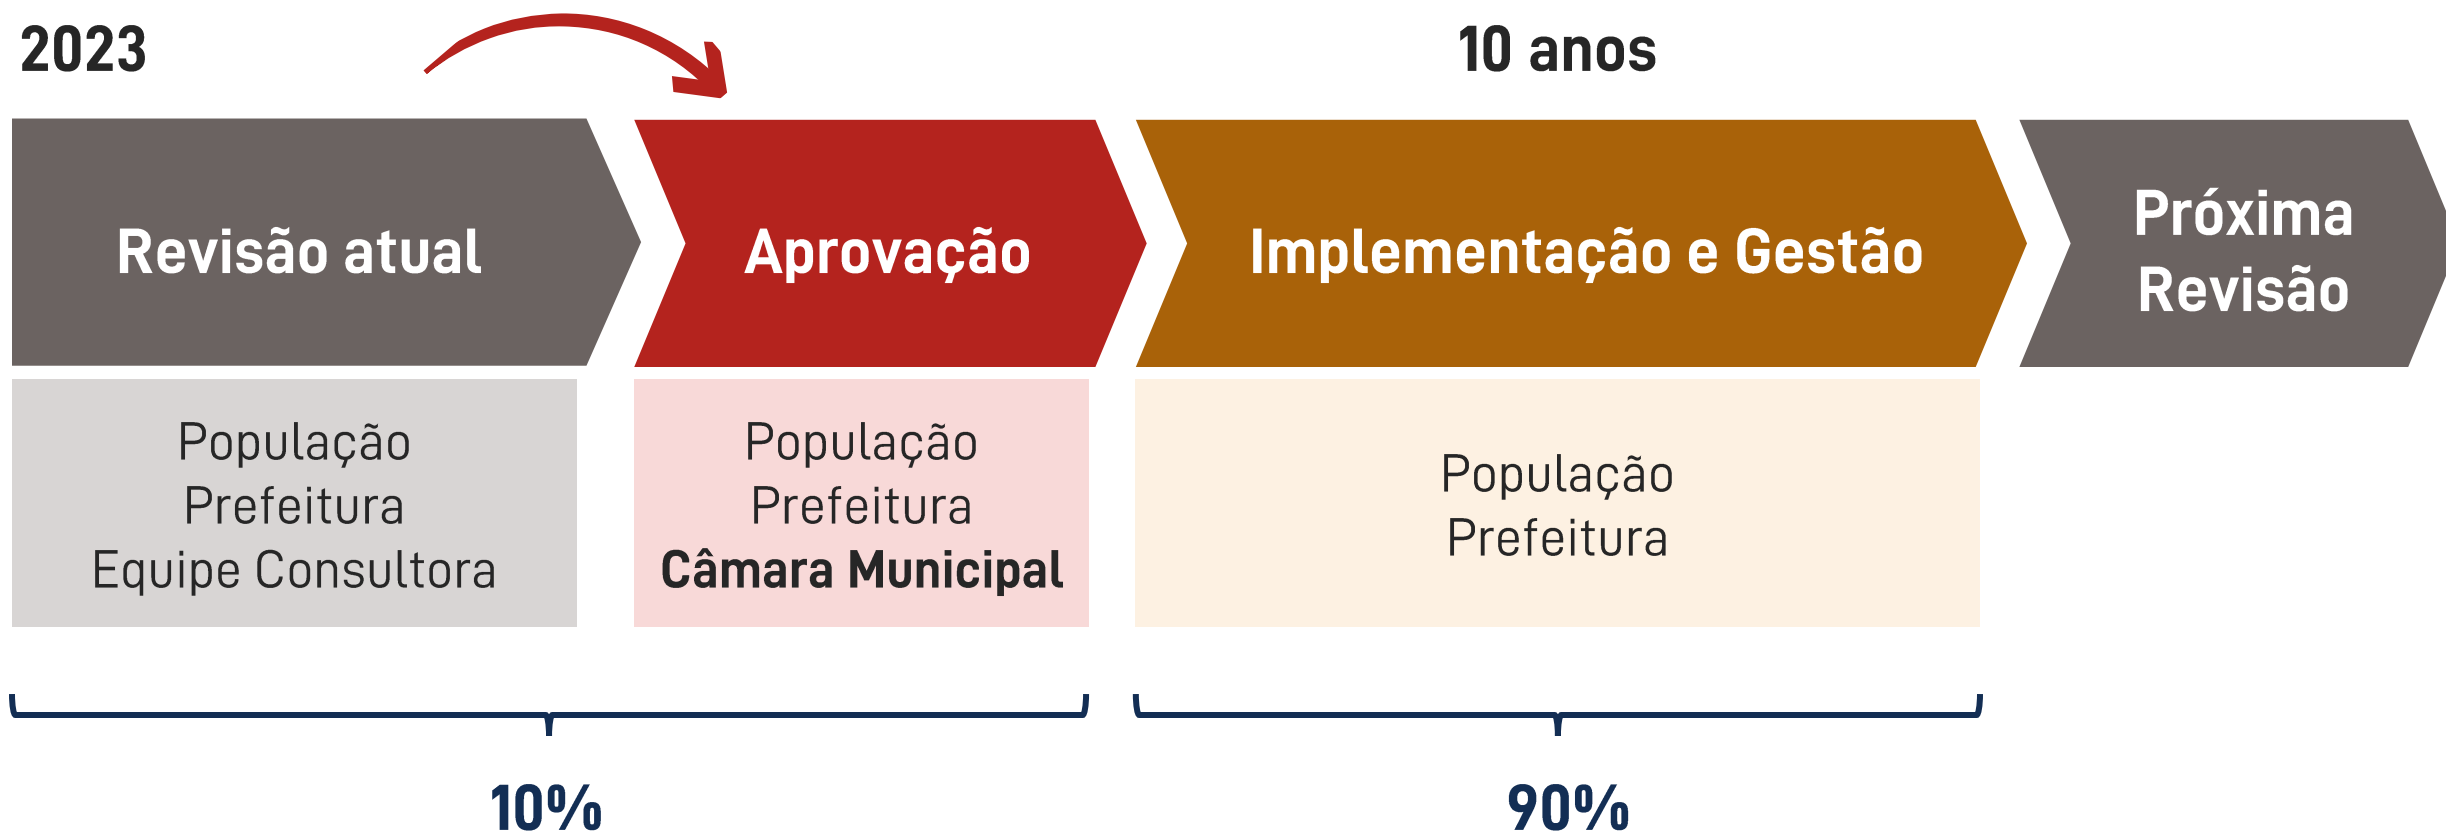 2023
10 anos
Revisão atual
Aprovação
Implementação e Gestão
Próxima
Revisão
População
Prefeitura
Equipe Consultora
População
Prefeitura
Câmara Municipal
População
Prefeitura
10%
90%